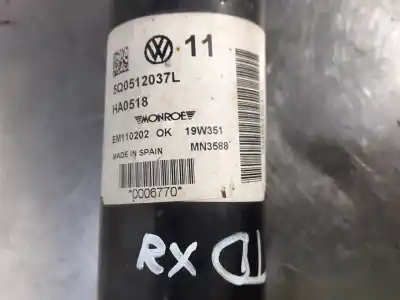 11
5Q0512037L
HA0518
MONROE
EM110202 OK 19W351
MADE IN SPAIN MN3588
*0006770*
RX